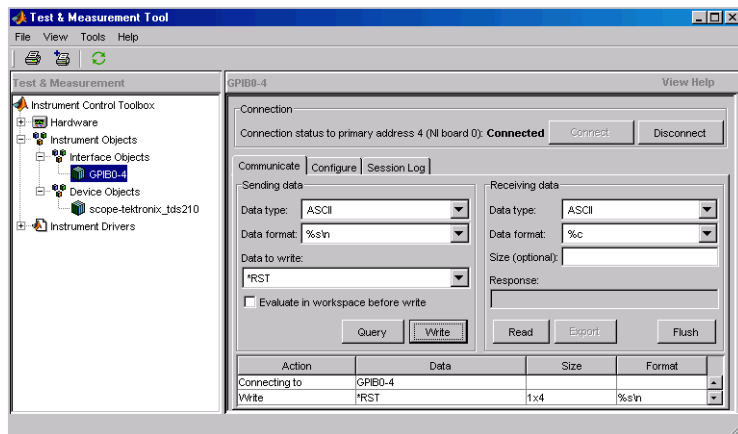 Test & Measurement Tool
File View Tools Help
Test & Measurement
GPIB0-4
View Help
Instrument Control Toolbox
Hardware
Instrument Objects
Interface Objects
GPIB0-4
Device Objects
scope-tektronix_tds210
Instrument Drivers
Connection
Connection status to primary address 4 (NI board 0): Connected
Connect
Disconnect
Communicate Configure Session Log
Sending data
Data type: ASCII
Data format: %s\n
Data to write:
*RST
Evaluate in workspace before write
Query Write
Receiving data
Data type: ASCII
Data format: %c
Size (optional):
Response:
Read Export Flush
Action Data Size Format
Connecting to GPIB0-4
Write *RST 1x4 %s\n